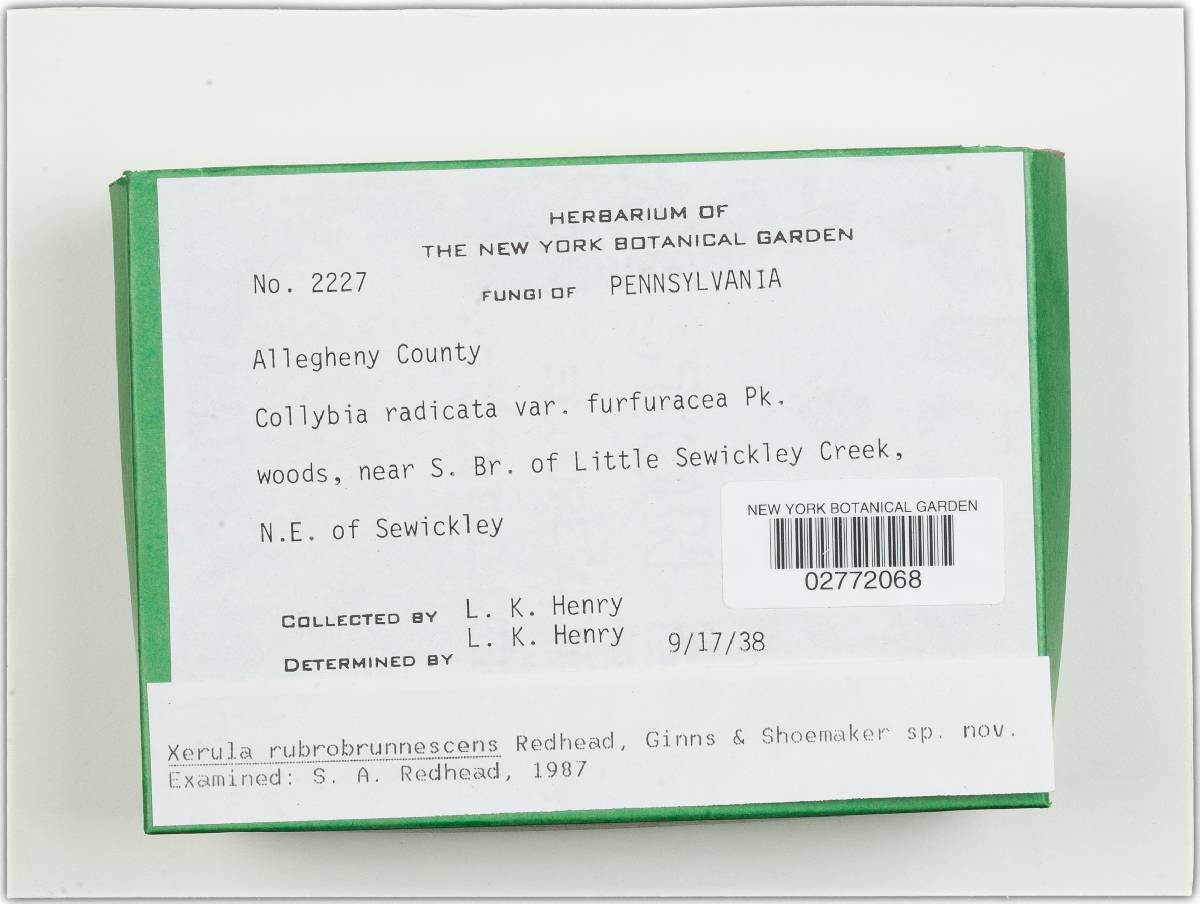 HERBARIUM OF
THE NEW YORK BOTANICAL GARDEN
No. 2227 FUNGI OF PENNSYLVANIA
Allegheny County
Collybia radicata var. furfuracea Pk.
woods, near S. Br. of Little Sewickley Creek,
N.E. of Sewickley
NEW YORK BOTANICAL GARDEN
02772068
COLLECTED BY L. K. Henry
L. K. Henry 9/17/38
DETERMINED BY
Xerula rubrobrunnescens Redhead, Ginns & Shoemaker sp. nov.
Examined: S. A. Redhead, 1987